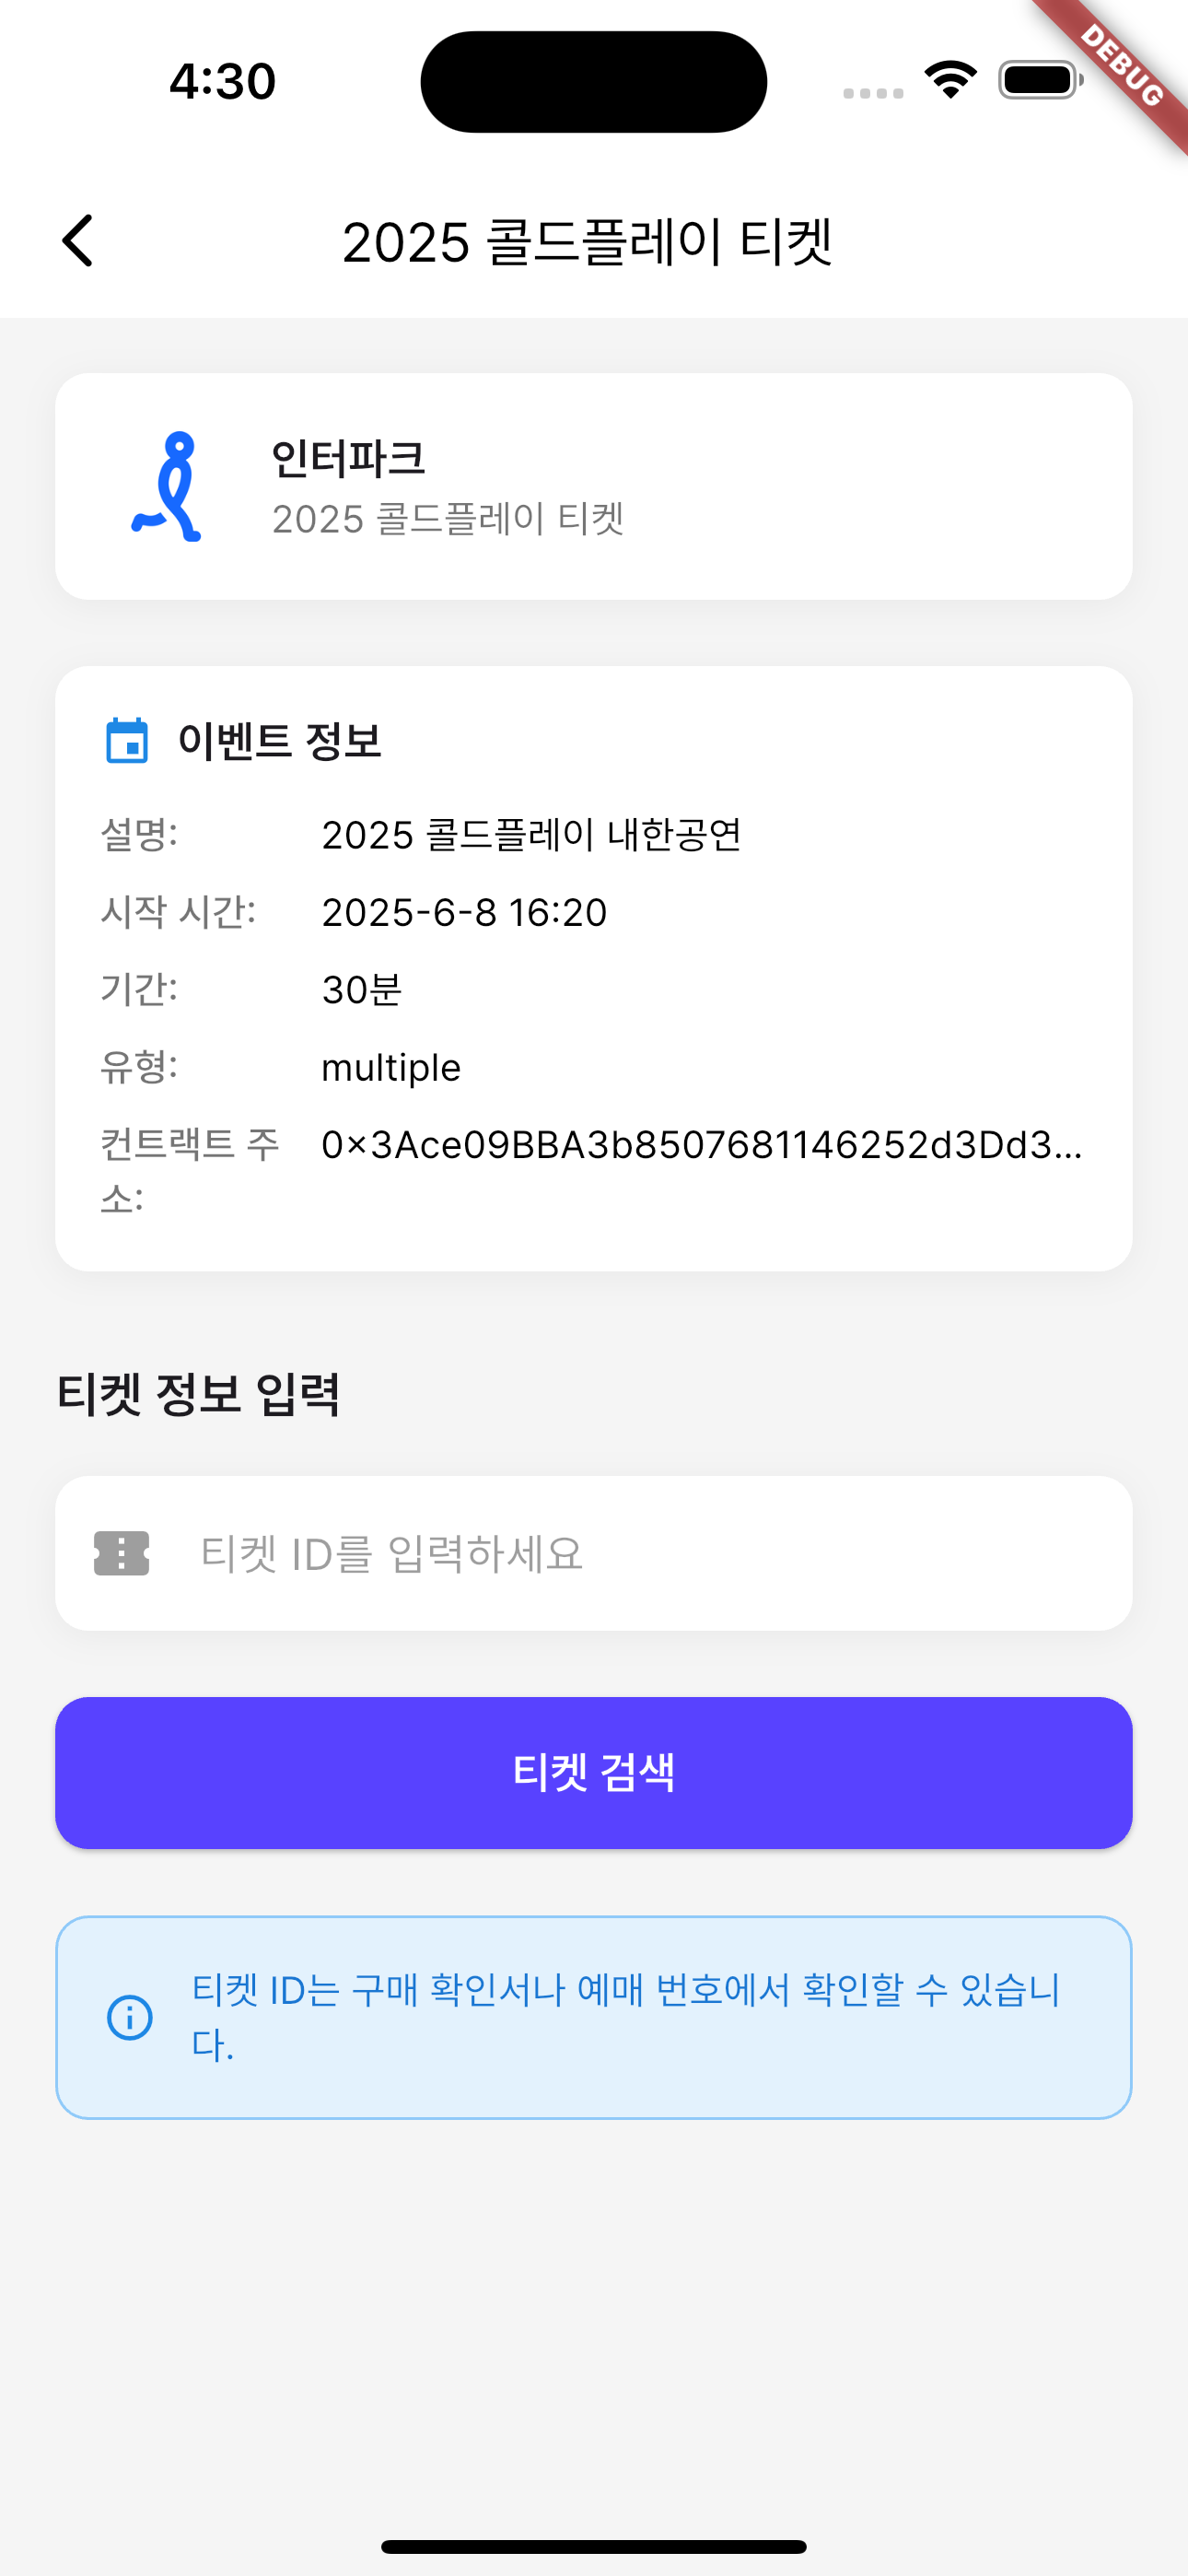 4:30
DEBUG
2025 콜드플레이 티켓
인터파크
2025 콜드플레이 티켓
이벤트 정보
설명: 2025 콜드플레이 내한공연
시작 시간: 2025-6-8 16:20
기간: 30분
유형: multiple
컨트랙트 주 0×3Ace09BBA3b8507681146252d3Dd3...
소:
티켓 정보 입력
티켓 ID를 입력하세요
티켓 검색
티켓 ID는 구매 확인서나 예매 번호에서 확인할 수 있습니
다.